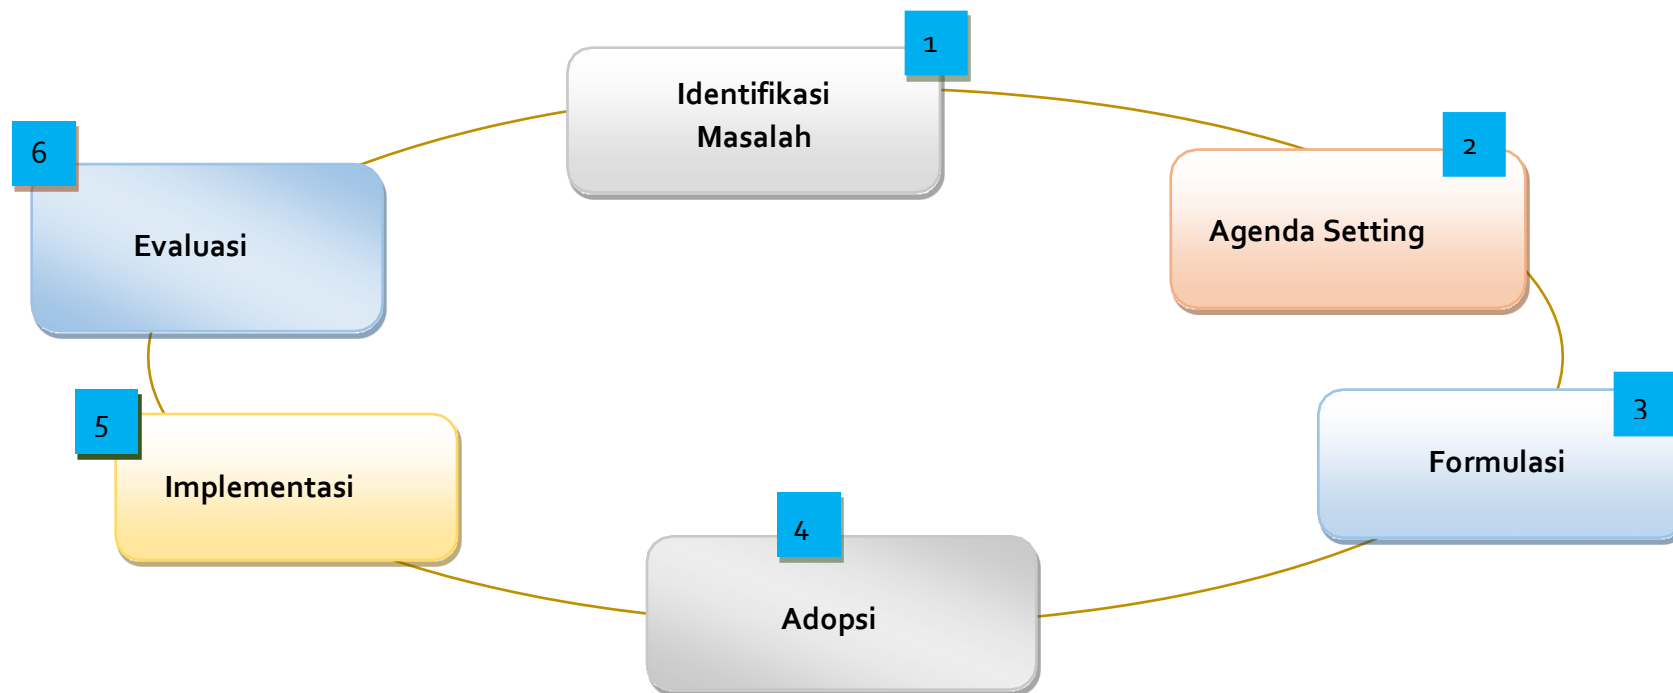 1
Identifikasi
Masalah
2
Agenda Setting
3
Formulasi
4
Adopsi
5
Implementasi
6
Evaluasi